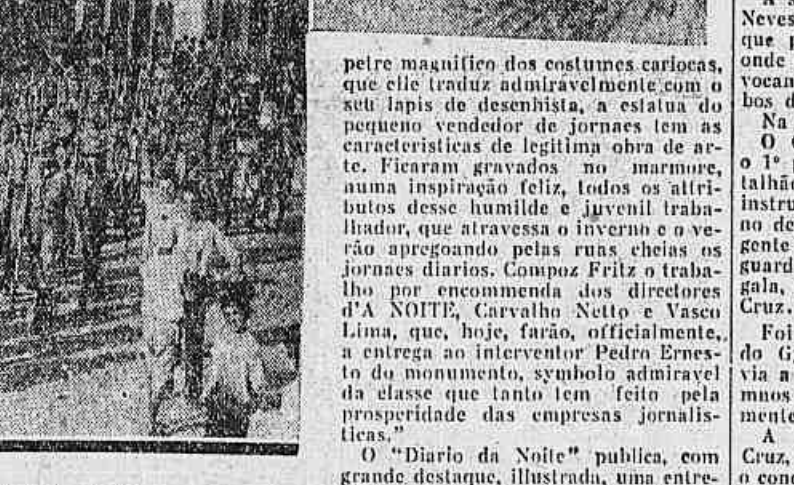 petre magnifico dos costumes cariocas,
que elle traduz admiravelmente com o
seu lapis de desenhista, a estatua do
pequeno vendedor de jornaes tem as
caracteristicas de legitima obra de ar-
te. Ficaram gravados no marmore,
numa inspiração feliz, todos os attri-
butos desse humilde e juvenil traba-
lhador, que atravessa o inverno e o ve-
rão apregoando pelas ruas cheias os
jornaes diarios. Compoz Fritz o traba-
lho por encommenda dos directores
d'A NOITE, Carvalho Netto e Vasco
Lima, que, hoje, farão, officialmente,
a entrega ao interventor Pedro Ernes-
to do monumento, symbolo admiravel
da classe que tanto tem feito pela
prosperidade das empresas jornalis-
ticas."
O "Diario da Noite" publica, com
grande destaque, illustrada, uma entre-
Neves
que p
onde
vocam
bos d
Na
O
o 1º
talhão
instru
no de
gente
guard
gala,
Cruz.
Foi
do G
via a
mnos
mente
A
Cruz,
o cond